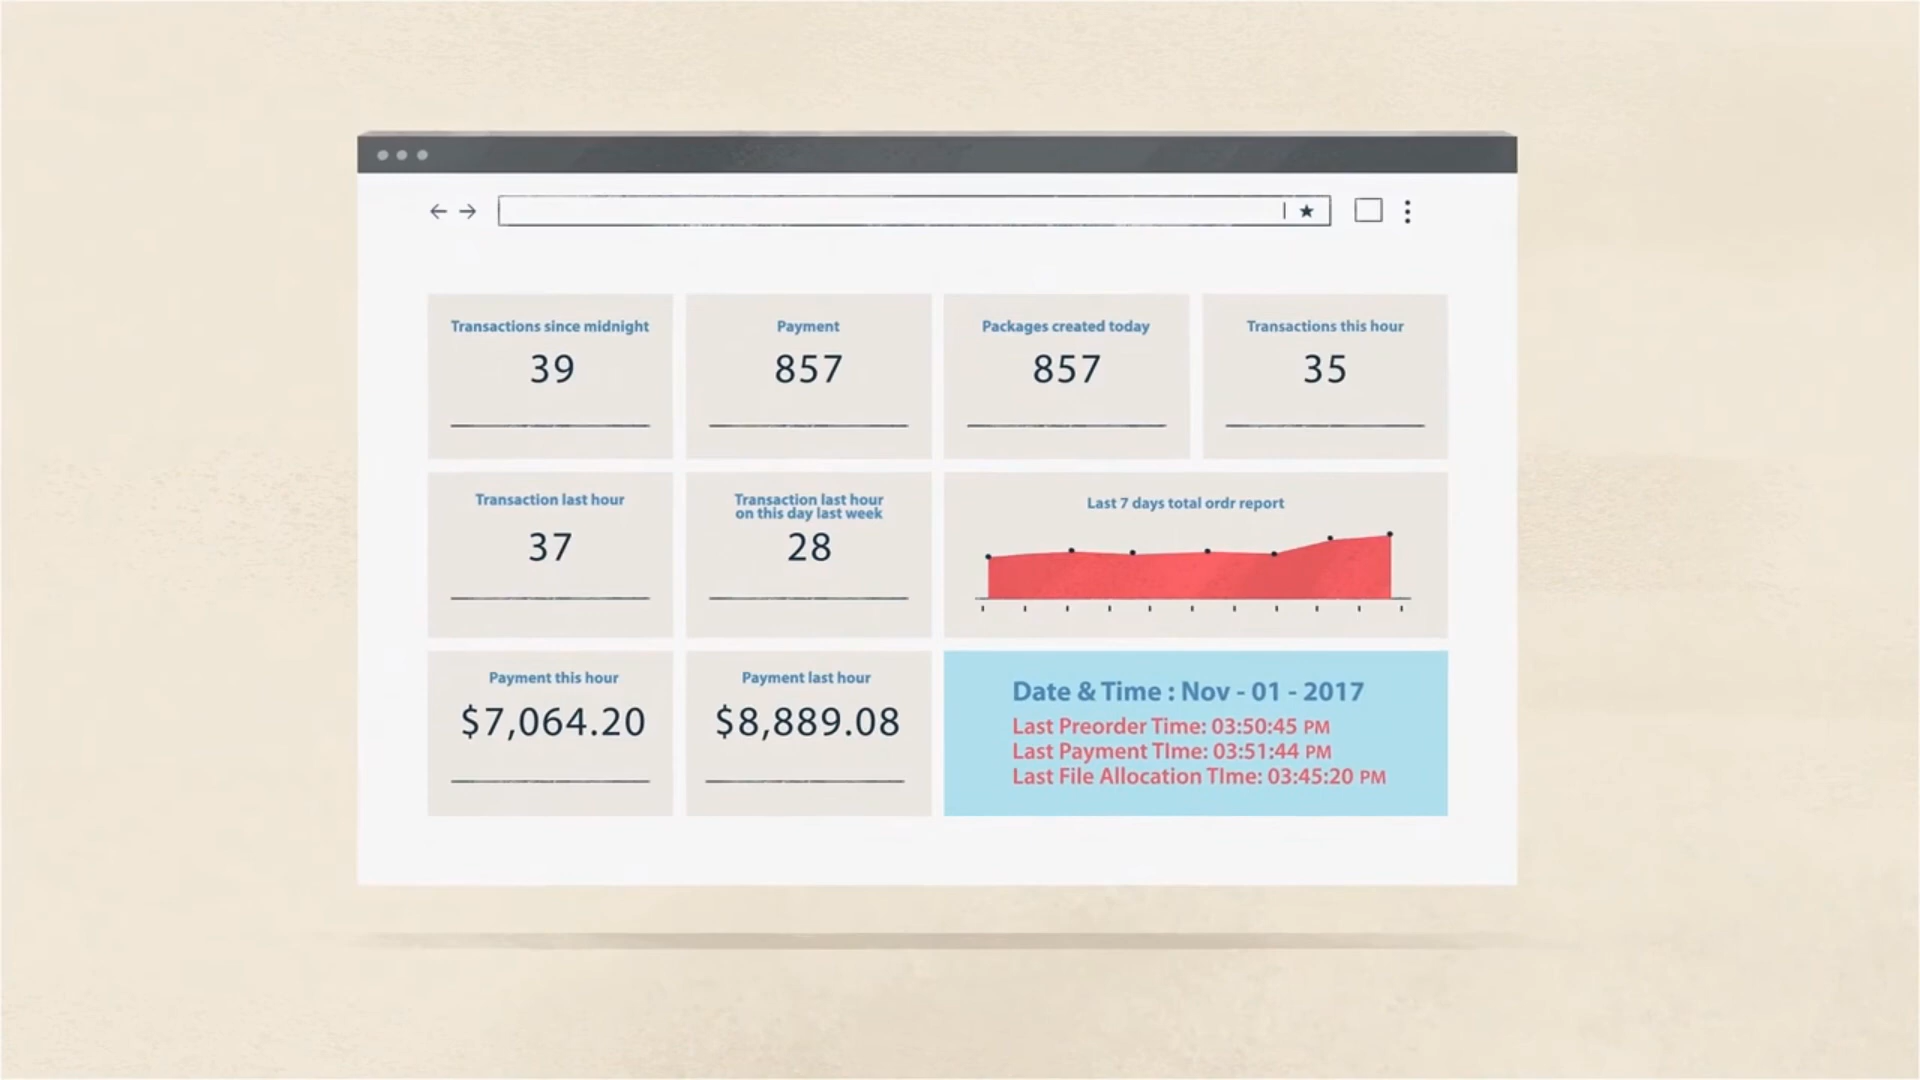 Transactions since midnight
39
Payment
857
Packages created today
857
Transactions this hour
35
Transaction last hour
37
Transaction last hour
on this day last week
28
Last 7 days total ordr report
Payment this hour
$7,064.20
Payment last hour
$8,889.08
Date & Time : Nov - 01 - 2017
Last Preorder Time: 03:50:45 PM
Last Payment TIme: 03:51:44 PM
Last File Allocation TIme: 03:45:20 PM